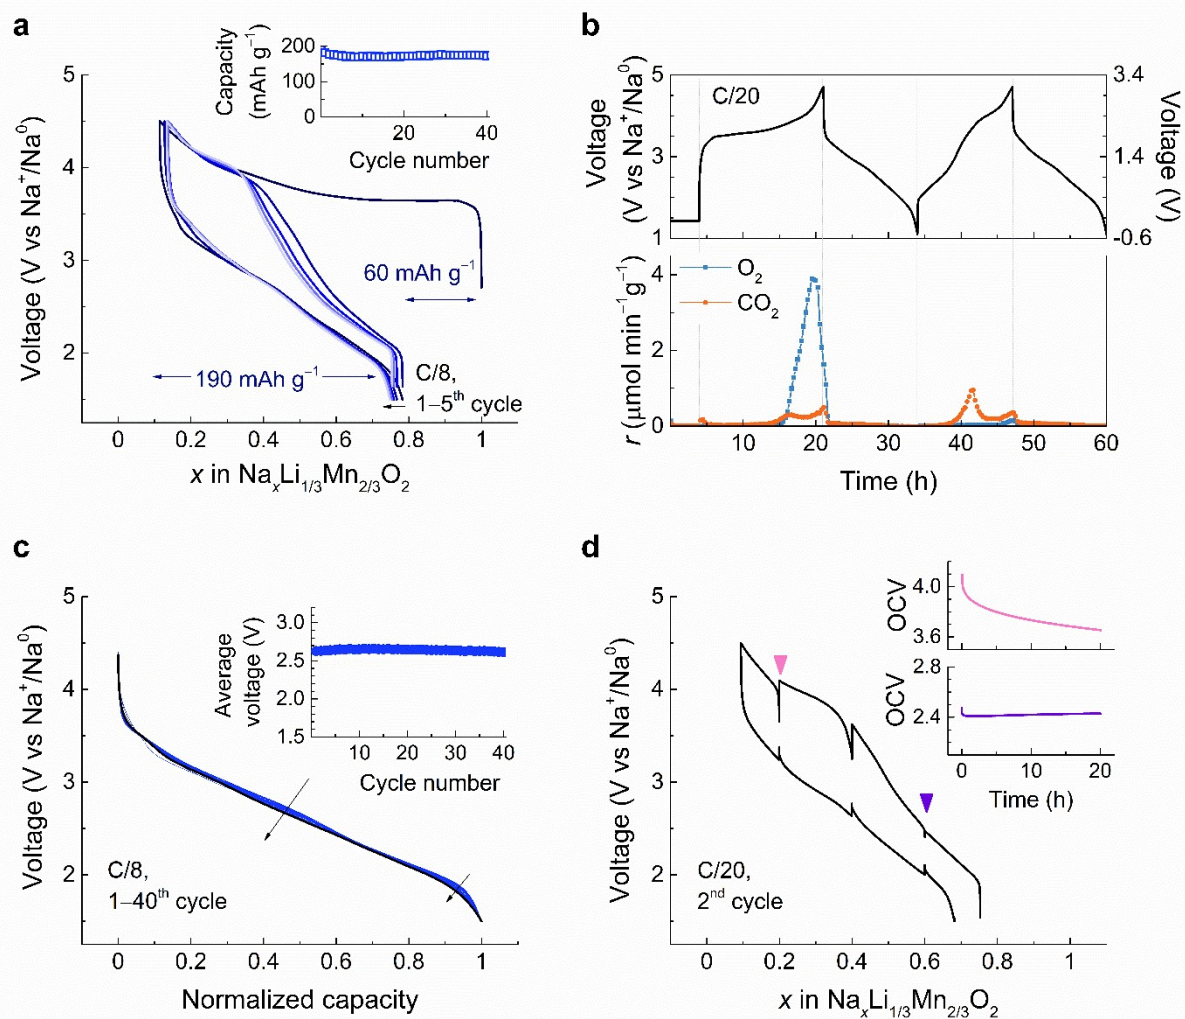 a
Capacity
(mAh g⁻¹)
200
100
0
20
40
Cycle number
Voltage (V vs Na⁺/Na⁰)
5
4
3
2
60 mAh g⁻¹
190 mAh g⁻¹
C/8,
1–5ᵗʰ cycle
0
0.2
0.4
0.6
0.8
1
x in NaₓLi₁/₃Mn₂/₃O₂
b
Voltage
(V vs Na⁺/Na⁰)
5
3
1
C/20
3.4
1.4
-0.6
Voltage
(V)
O₂
CO₂
r (µmol min⁻¹g⁻¹)
4
2
0
10
20
30
40
50
60
Time (h)
c
Voltage (V vs Na⁺/Na⁰)
5
4
3
2
Average
voltage (V)
3.0
2.5
2.0
1.5
10
20
30
40
Cycle number
C/8,
1–40ᵗʰ cycle
0
0.2
0.4
0.6
0.8
1
Normalized capacity
d
Voltage (V vs Na⁺/Na⁰)
5
4
3
2
OCV
4.0
3.6
OCV
2.8
2.4
0
20
Time (h)
C/20,
2ⁿᵈ cycle
0
0.2
0.4
0.6
0.8
1
x in NaₓLi₁/₃Mn₂/₃O₂